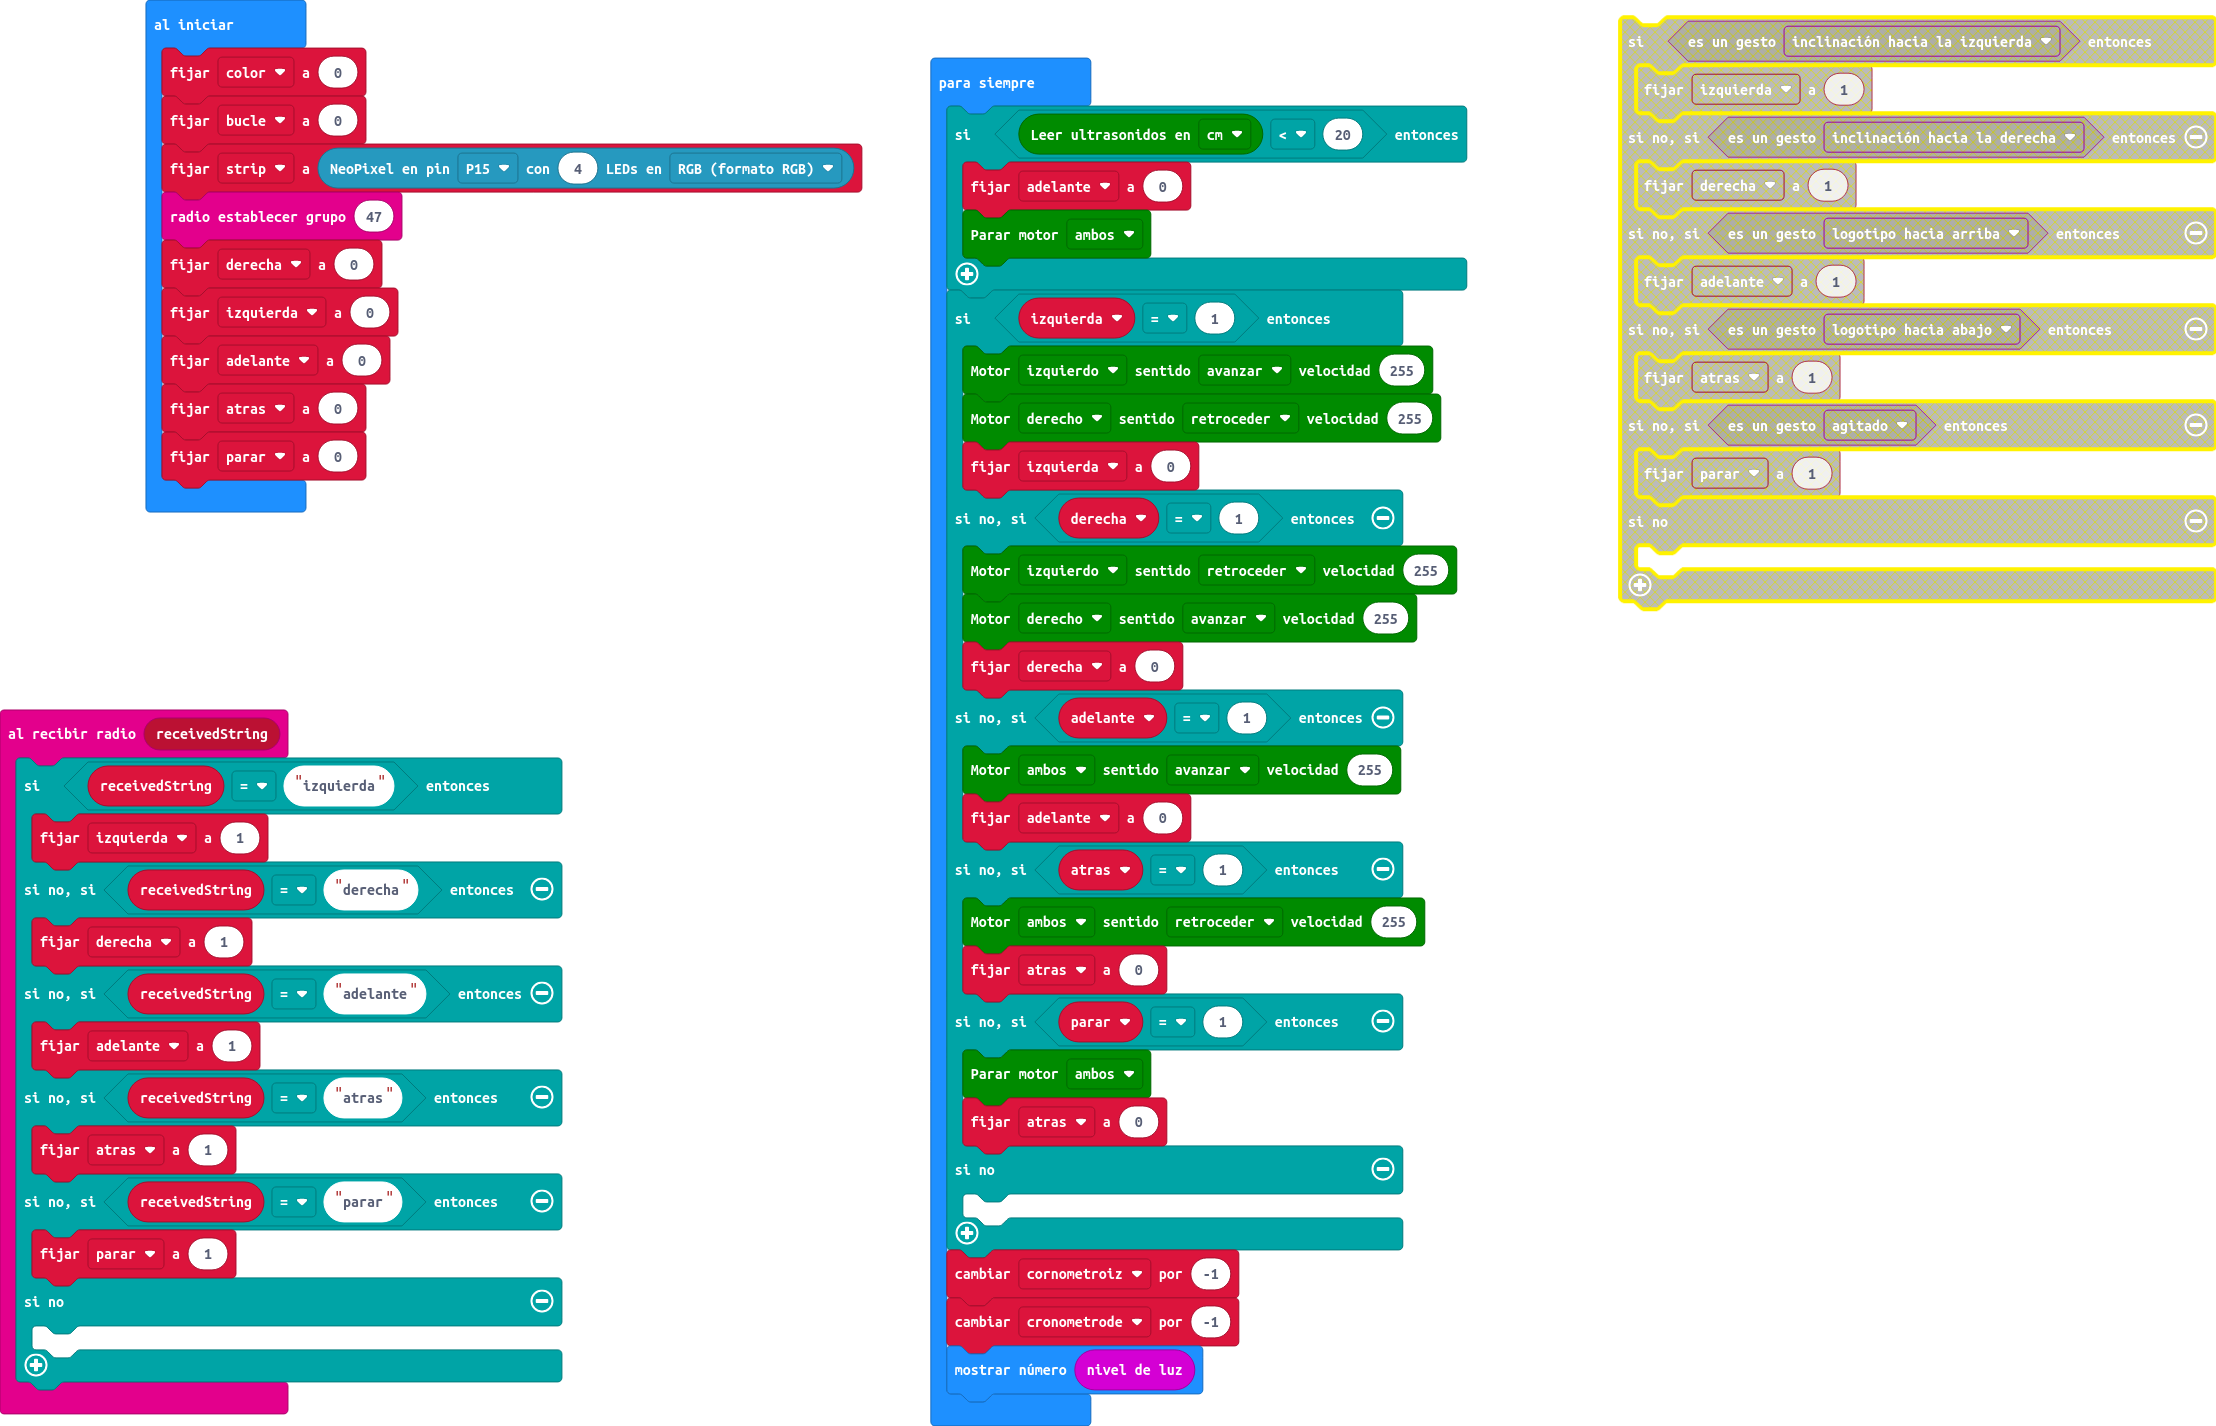 al iniciar
fijar color a 0
fijar bucle a 0
fijar strip a NeoPixel en pin P15 con 4 LEDs en RGB (formato RGB)
radio establecer grupo 47
fijar derecha a 0
fijar izquierda a 0
fijar adelante a 0
fijar atras a 0
fijar parar a 0
al recibir radio receivedString
si receivedString = "izquierda" entonces
fijar izquierda a 1
si no, si receivedString = "derecha" entonces
fijar derecha a 1
si no, si receivedString = "adelante" entonces
fijar adelante a 1
si no, si receivedString = "atras" entonces
fijar atras a 1
si no, si receivedString = "parar" entonces
fijar parar a 1
si no
para siempre
si Leer ultrasonidos en cm < 20 entonces
fijar adelante a 0
Parar motor ambos
si izquierda = 1 entonces
Motor izquierdo sentido avanzar velocidad 255
Motor derecho sentido retroceder velocidad 255
fijar izquierda a 0
si no, si derecha = 1 entonces
Motor izquierdo sentido retroceder velocidad 255
Motor derecho sentido avanzar velocidad 255
fijar derecha a 0
si no, si adelante = 1 entonces
Motor ambos sentido avanzar velocidad 255
fijar adelante a 0
si no, si atras = 1 entonces
Motor ambos sentido retroceder velocidad 255
fijar atras a 0
si no, si parar = 1 entonces
Parar motor ambos
fijar atras a 0
si no
cambiar cornometroiz por -1
cambiar cronometrode por -1
mostrar número nivel de luz
si es un gesto inclinación hacia la izquierda entonces
fijar izquierda a 1
si no, si es un gesto inclinación hacia la derecha entonces
fijar derecha a 1
si no, si es un gesto logotipo hacia arriba entonces
fijar adelante a 1
si no, si es un gesto logotipo hacia abajo entonces
fijar atras a 1
si no, si es un gesto agitado entonces
fijar parar a 1
si no